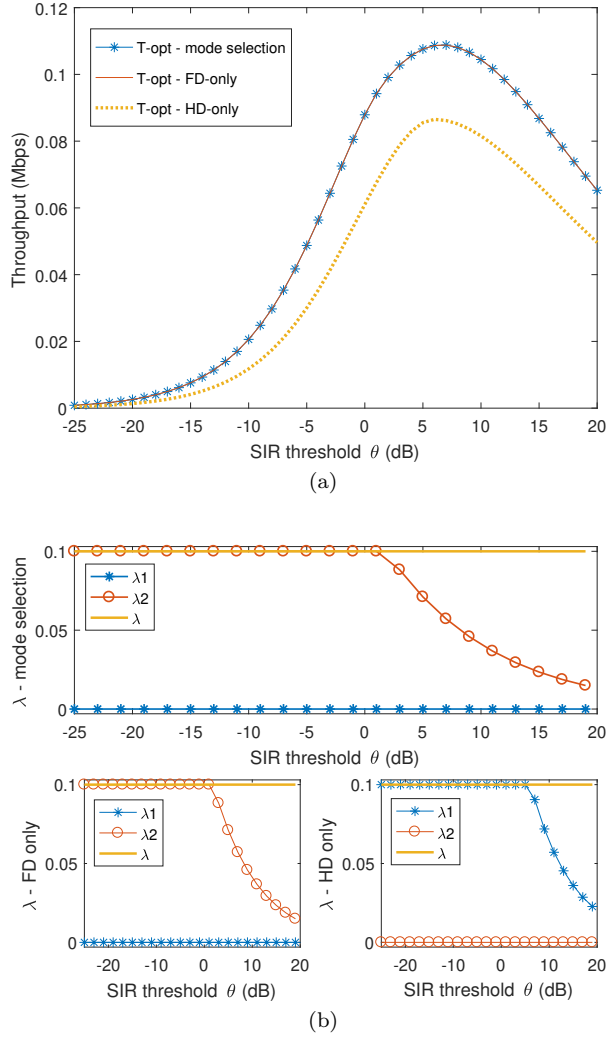 0.12
0.1
0.08
0.06
0.04
0.02
0
Throughput (Mbps)
T-opt - mode selection
T-opt - FD-only
T-opt - HD-only
-25 -20 -15 -10 -5 0 5 10 15 20
SIR threshold θ (dB)
(a)
0.1
0.05
0
λ - mode selection
λ1
λ2
λ
-25 -20 -15 -10 -5 0 5 10 15 20
SIR threshold θ (dB)
0.1
0.05
0
λ - FD only
λ1
λ2
λ
-20 -10 0 10 20
SIR threshold θ (dB)
0.1
0.05
0
λ - HD only
λ1
λ2
λ
-20 -10 0 10 20
SIR threshold θ (dB)
(b)